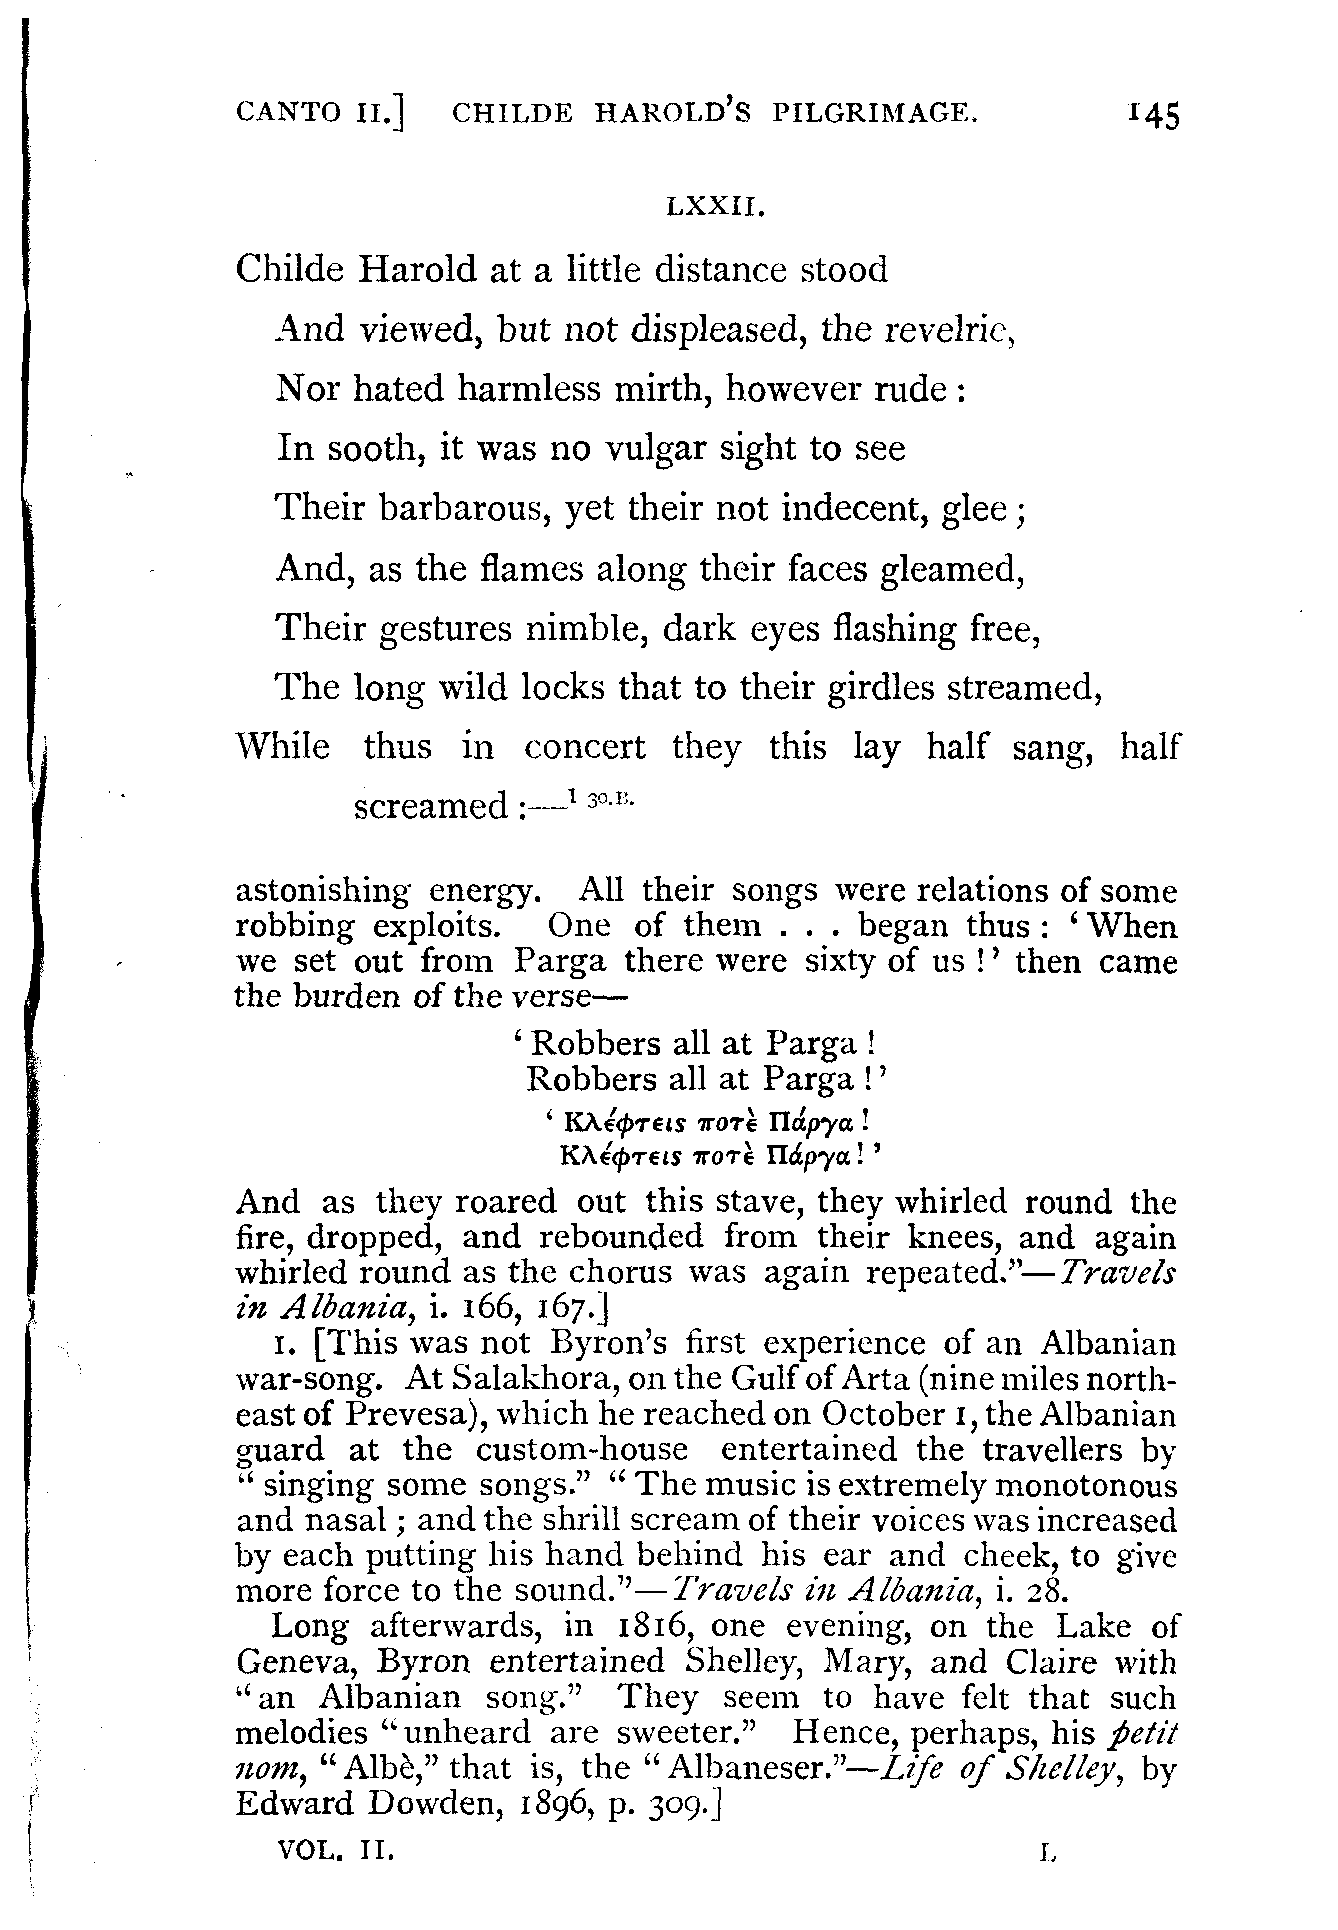 CANTO II.] CHILDE HAROLD'S PILGRIMAGE. 145
LXXII.
Childe Harold at a little distance stood
And viewed, but not displeased, the revelrie,
Nor hated harmless mirth, however rude :
In sooth, it was no vulgar sight to see
Their barbarous, yet their not indecent, glee ;
And, as the flames along their faces gleamed,
Their gestures nimble, dark eyes flashing free,
The long wild locks that to their girdles streamed,
While thus in concert they this lay half sang, half
screamed :—¹ 30.B.
astonishing energy. All their songs were relations of some
robbing exploits. One of them . . . began thus : ‘ When
we set out from Parga there were sixty of us !’ then came
the burden of the verse—
‘ Robbers all at Parga !
Robbers all at Parga !’
‘ Κλέφτεις ποτὲ Πάργα !
Κλέφτεις ποτὲ Πάργα ! ’
And as they roared out this stave, they whirled round the
fire, dropped, and rebounded from their knees, and again
whirled round as the chorus was again repeated.”—Travels
in Albania, i. 166, 167.]
1. [This was not Byron’s first experience of an Albanian
war-song. At Salakhora, on the Gulf of Arta (nine miles north-
east of Prevesa), which he reached on October 1, the Albanian
guard at the custom-house entertained the travellers by
“ singing some songs.” “ The music is extremely monotonous
and nasal ; and the shrill scream of their voices was increased
by each putting his hand behind his ear and cheek, to give
more force to the sound.”—Travels in Albania, i. 28.
Long afterwards, in 1816, one evening, on the Lake of
Geneva, Byron entertained Shelley, Mary, and Claire with
“an Albanian song.” They seem to have felt that such
melodies “unheard are sweeter.” Hence, perhaps, his petit
nom, “Albè,” that is, the “Albaneser.”—Life of Shelley, by
Edward Dowden, 1896, p. 309.]
VOL. II. L